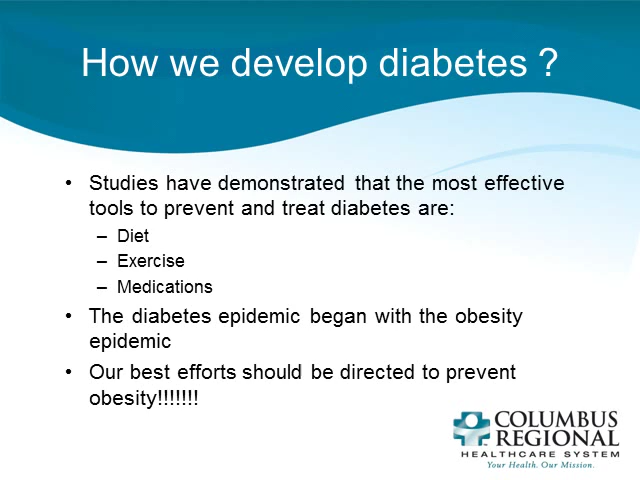 How we develop diabetes ?
• Studies have demonstrated that the most effective
tools to prevent and treat diabetes are:
– Diet
– Exercise
– Medications
• The diabetes epidemic began with the obesity
epidemic
• Our best efforts should be directed to prevent
obesity!!!!!!!
COLUMBUS
REGIONAL
HEALTHCARE SYSTEM
Your Health. Our Mission.